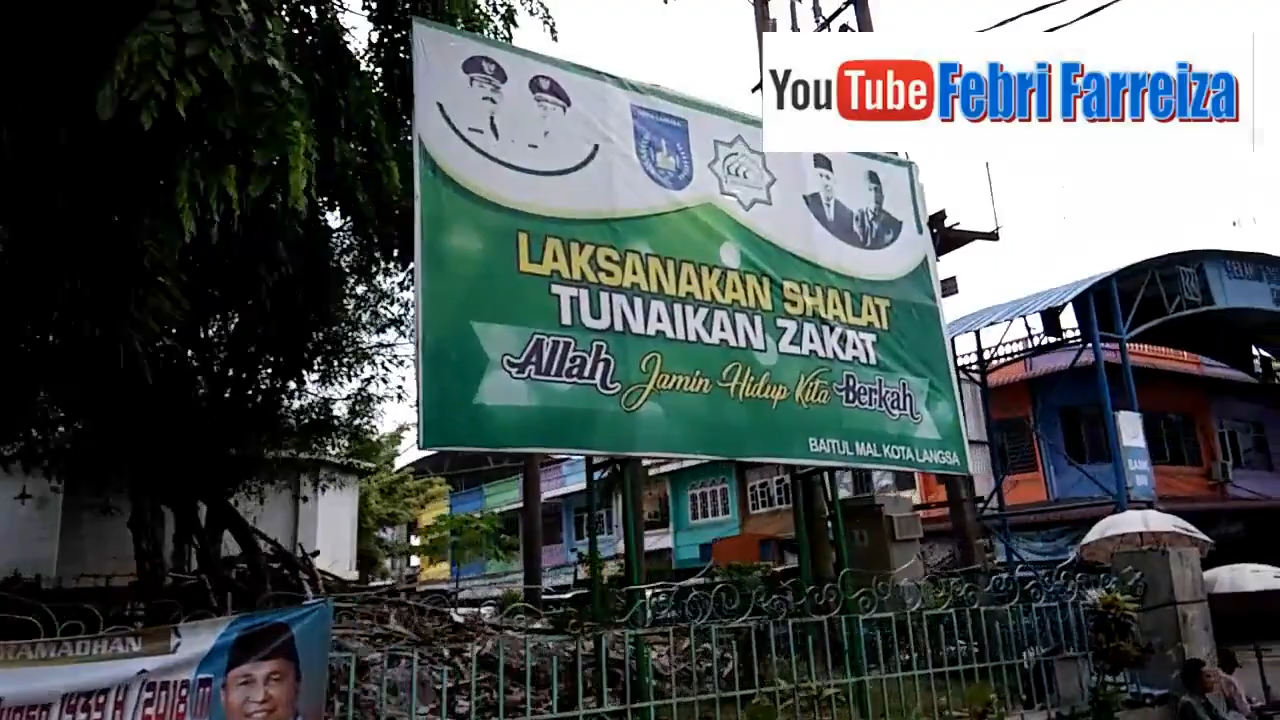 YouTube Febri Farreiza
LAKSANAKAN SHALAT
TUNAIKAN ZAKAT
Allah Jamin Hidup Kita Berkah
BAITUL MAL KOTA LANGSA
RAMADHAN
1439 H /2018 M